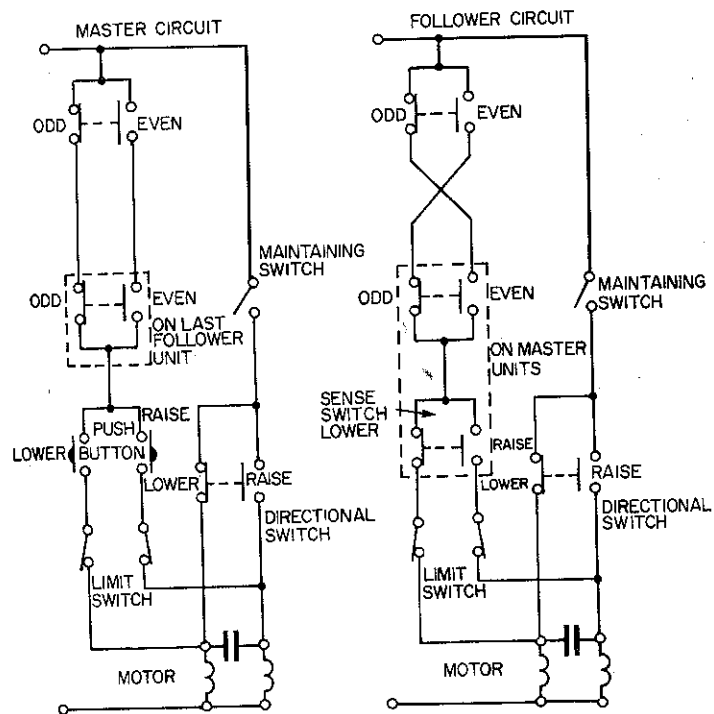 MASTER CIRCUIT
ODD
EVEN
MAINTAINING
SWITCH
ODD
EVEN
ON LAST
FOLLOWER
UNIT
PUSH
BUTTON
RAISE
LOWER
LOWER
RAISE
DIRECTIONAL
SWITCH
LIMIT
SWITCH
MOTOR
FOLLOWER CIRCUIT
ODD
EVEN
MAINTAINING
SWITCH
ODD
EVEN
ON MASTER
UNITS
SENSE
SWITCH
LOWER
RAISE
LOWER
RAISE
DIRECTIONAL
SWITCH
LIMIT
SWITCH
MOTOR